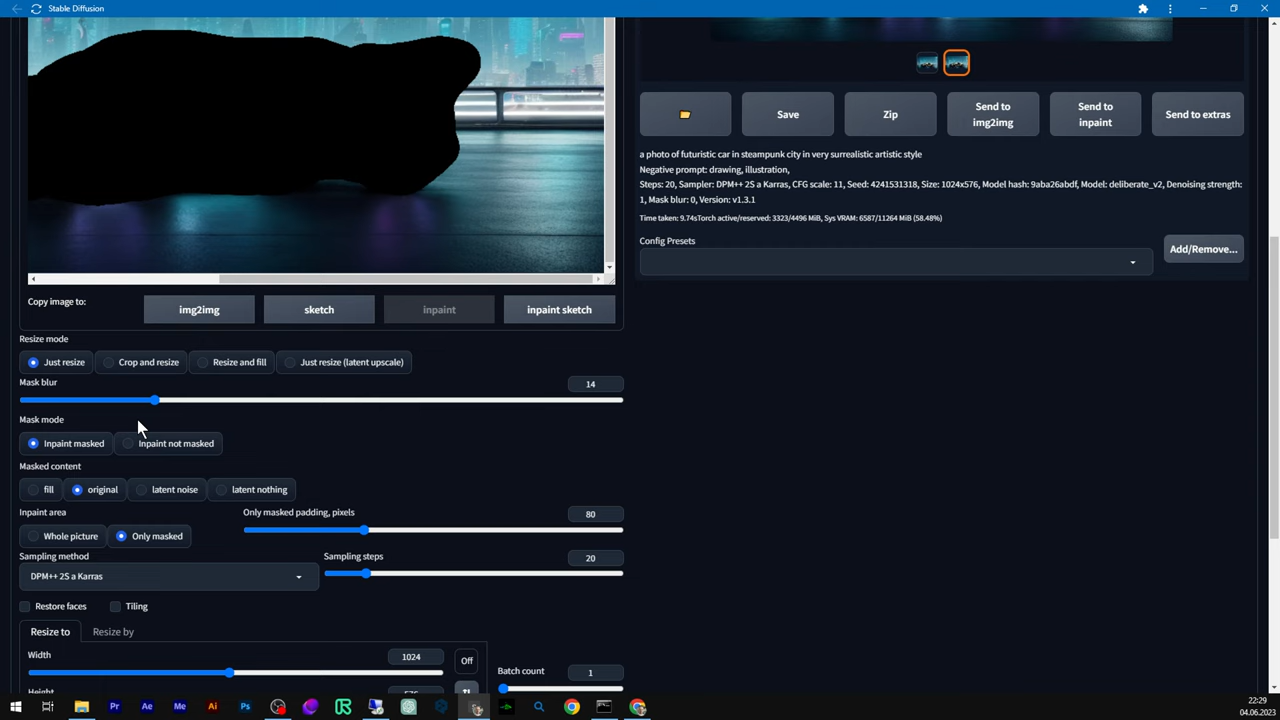 Stable Diffusion
Save
Zip
Send to
img2img
Send to
inpaint
Send to extras
a photo of futuristic car in steampunk city in very surrealistic artistic style
Negative prompt: drawing, illustration,
Steps: 20, Sampler: DPM++ 2S a Karras, CFG scale: 11, Seed: 4241531318, Size: 1024x576, Model hash: 9aba26abdf, Model: deliberate_v2, Denoising strength:
1, Mask blur: 0, Version: v1.3.1
Time taken: 9.74sTorch active/reserved: 3323/4496 MiB, Sys VRAM: 6587/11264 MiB (58.48%)
Config Presets
Add/Remove...
Copy image to:
img2img
sketch
inpaint
inpaint sketch
Resize mode
Just resize
Crop and resize
Resize and fill
Just resize (latent upscale)
Mask blur
14
Mask mode
Inpaint masked
Inpaint not masked
Masked content
fill
original
latent noise
latent nothing
Inpaint area
Whole picture
Only masked
Only masked padding, pixels
80
Sampling method
DPM++ 2S a Karras
Sampling steps
20
Restore faces
Tiling
Resize to
Resize by
Width
1024
Off
Batch count
1
Height
Pr
Ae
Me
Ai
Ps
22:29
04.06.2023